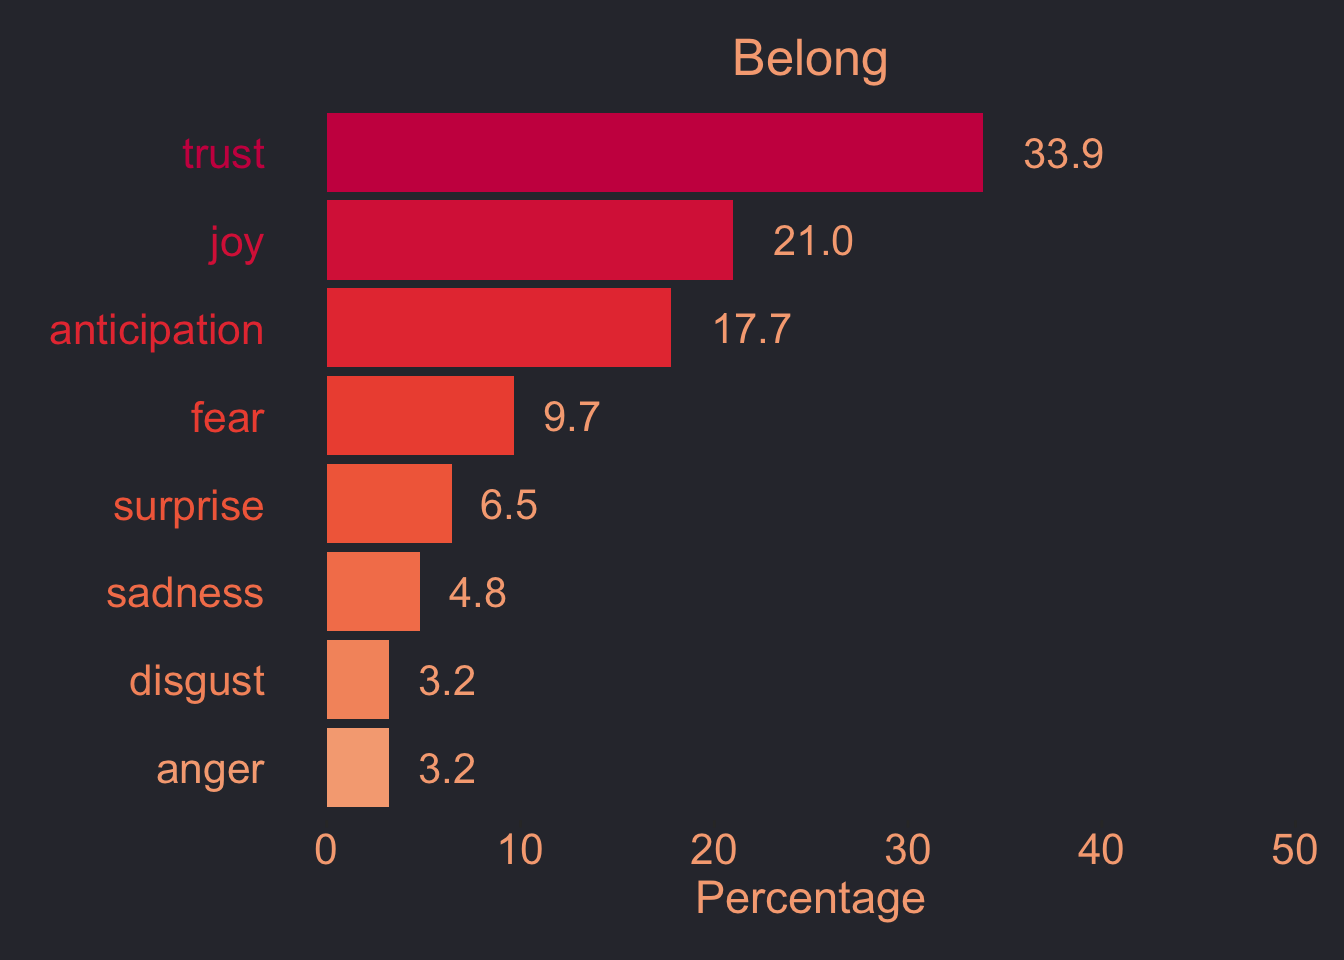 Belong
trust 33.9
joy 21.0
anticipation 17.7
fear 9.7
surprise 6.5
sadness 4.8
disgust 3.2
anger 3.2
0 10 20 30 40 50
Percentage